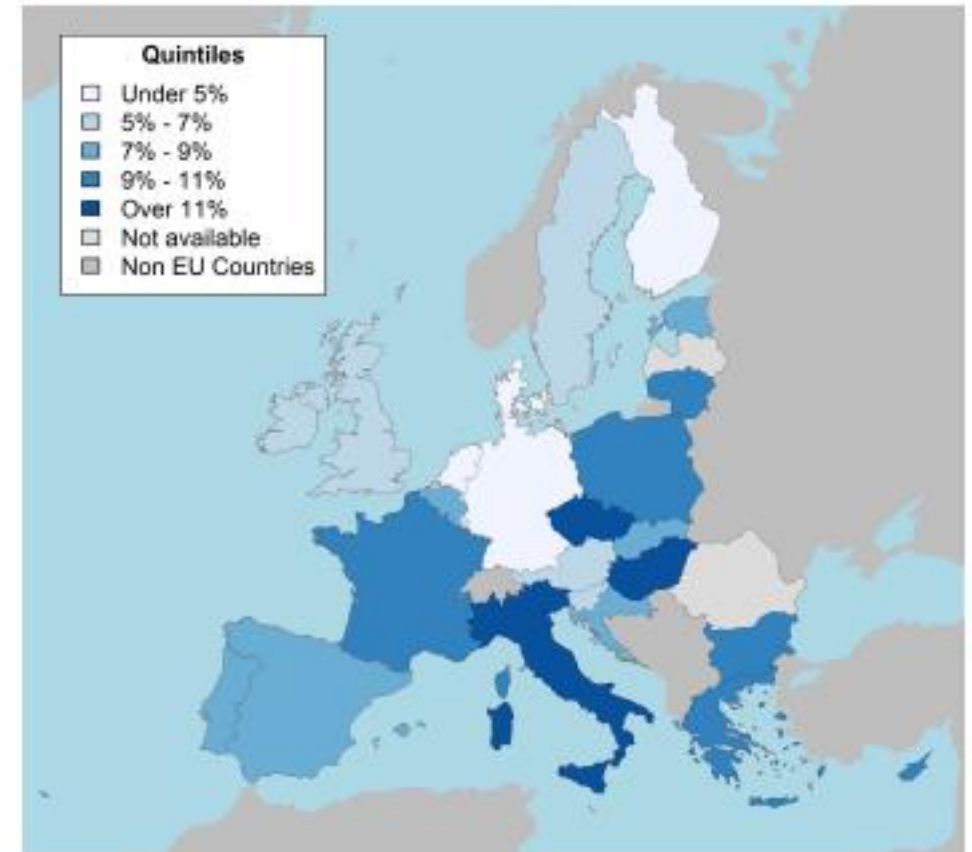 Quintiles
Under 5%
5% - 7%
7% - 9%
9% - 11%
Over 11%
Not available
Non EU Countries